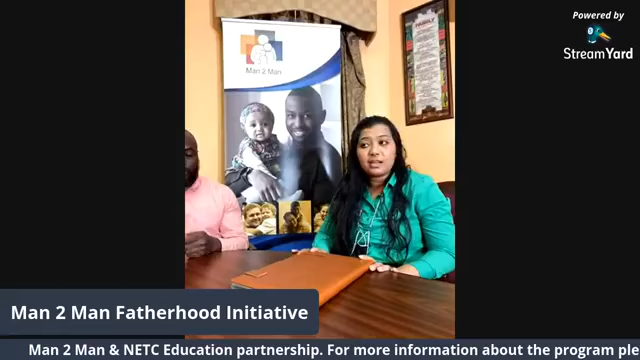 Powered by
StreamYard
Man 2 Man
FAMILY
Man 2 Man Fatherhood Initiative
Man 2 Man & NETC Education partnership. For more information about the program ple